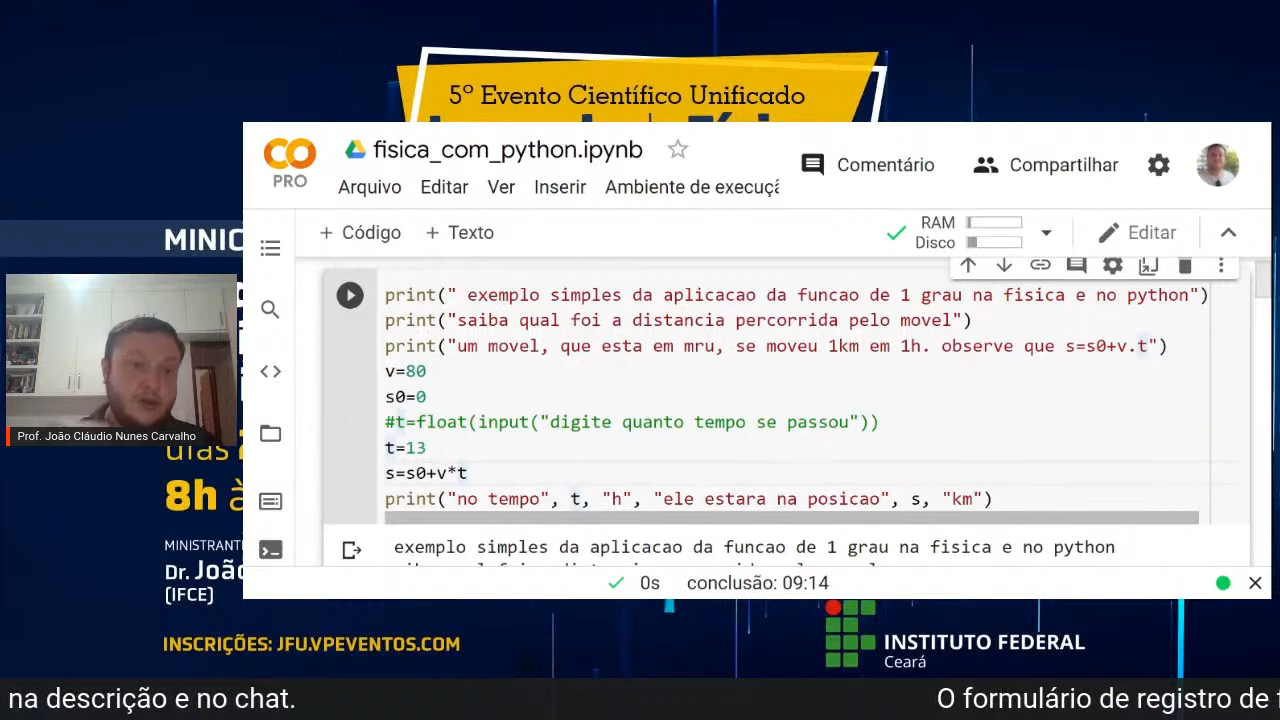 5º Evento Científico Unificado
CO
PRO
fisica_com_python.ipynb
Comentário
Compartilhar
Arquivo Editar Ver Inserir Ambiente de execuçã
+ Código + Texto
RAM
Disco
Editar
MINIC
print(" exemplo simples da aplicacao da funcao de 1 grau na fisica e no python")
print("saiba qual foi a distancia percorrida pelo movel")
print("um movel, que esta em mru, se moveu 1km em 1h. observe que s=s0+v.t")
v=80
s0=0
#t=float(input("digite quanto tempo se passou"))
t=13
s=s0+v*t
print("no tempo", t, "h", "ele estara na posicao", s, "km")
exemplo simples da aplicacao da funcao de 1 grau na fisica e no python
0s conclusão: 09:14
Prof. João Cláudio Nunes Carvalho
dias
8h à
MINISTRANT
Dr. Joã
(IFCE)
INSCRIÇÕES: JFU.VPEVENTOS.COM
INSTITUTO FEDERAL
Ceará
na descrição e no chat.
O formulário de registro de